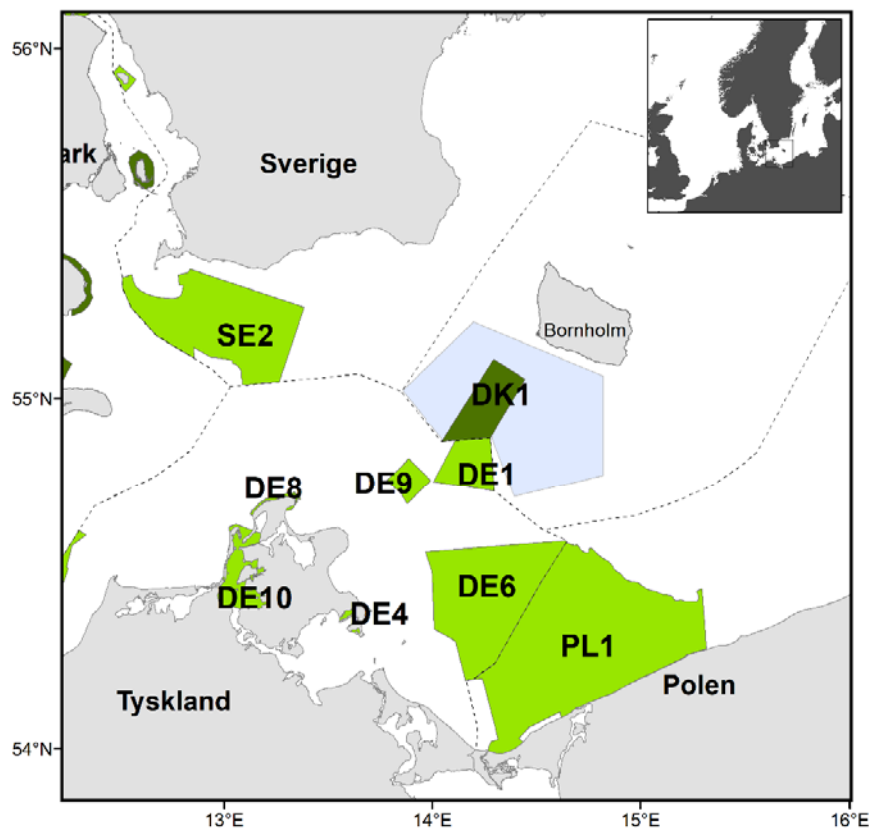 56°N
ark
Sverige
Bornholm
SE2
55°N
DK1
DE1
DE9
DE8
DE10
DE4
DE6
PL1
Polen
Tyskland
54°N
13°E
14°E
15°E
16°E